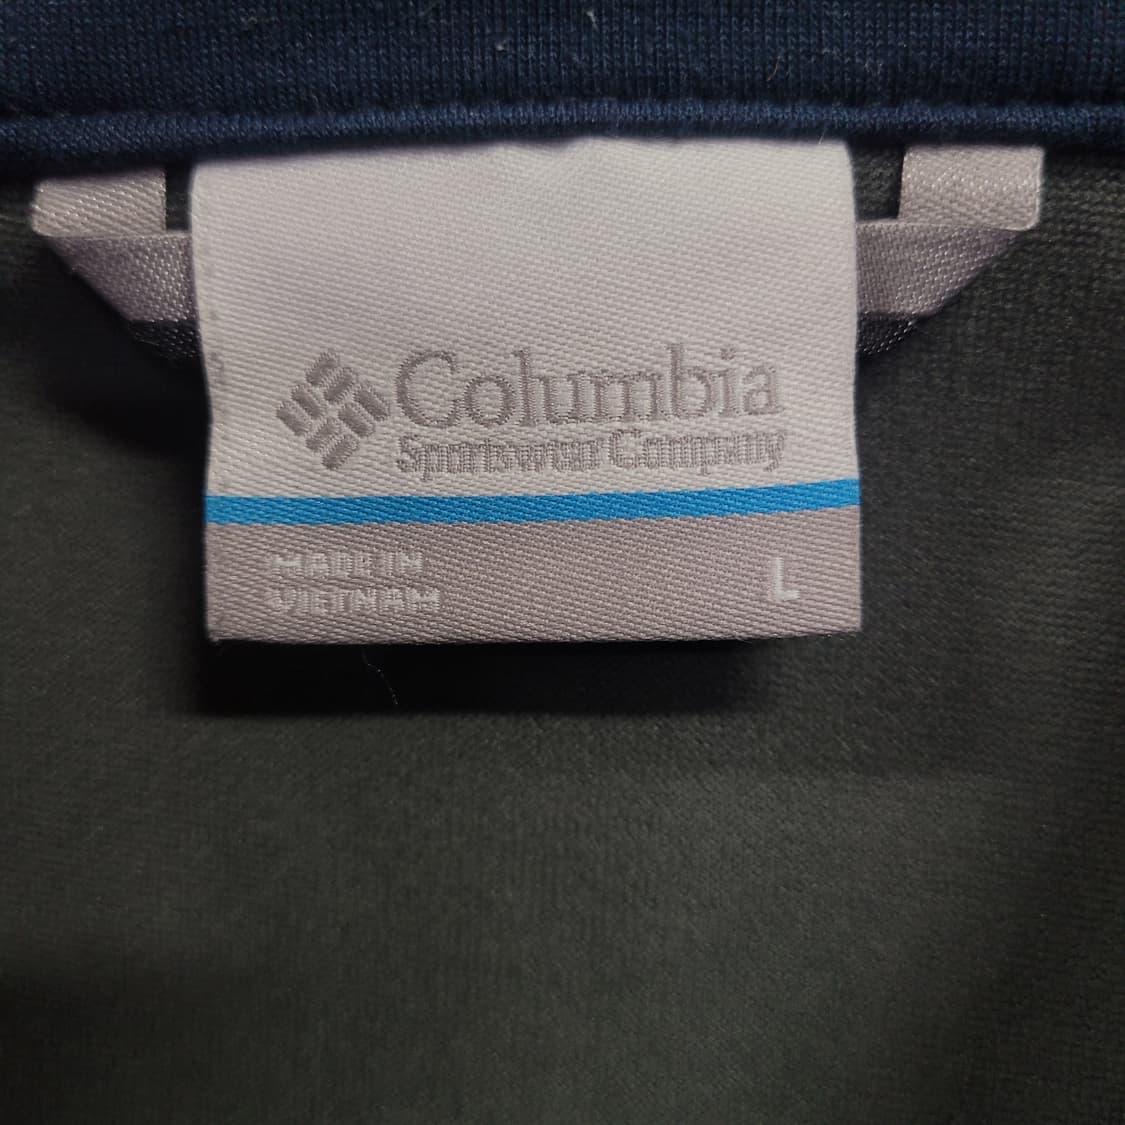 Columbia
Sportswear Company
MADE IN
VIETNAM
L